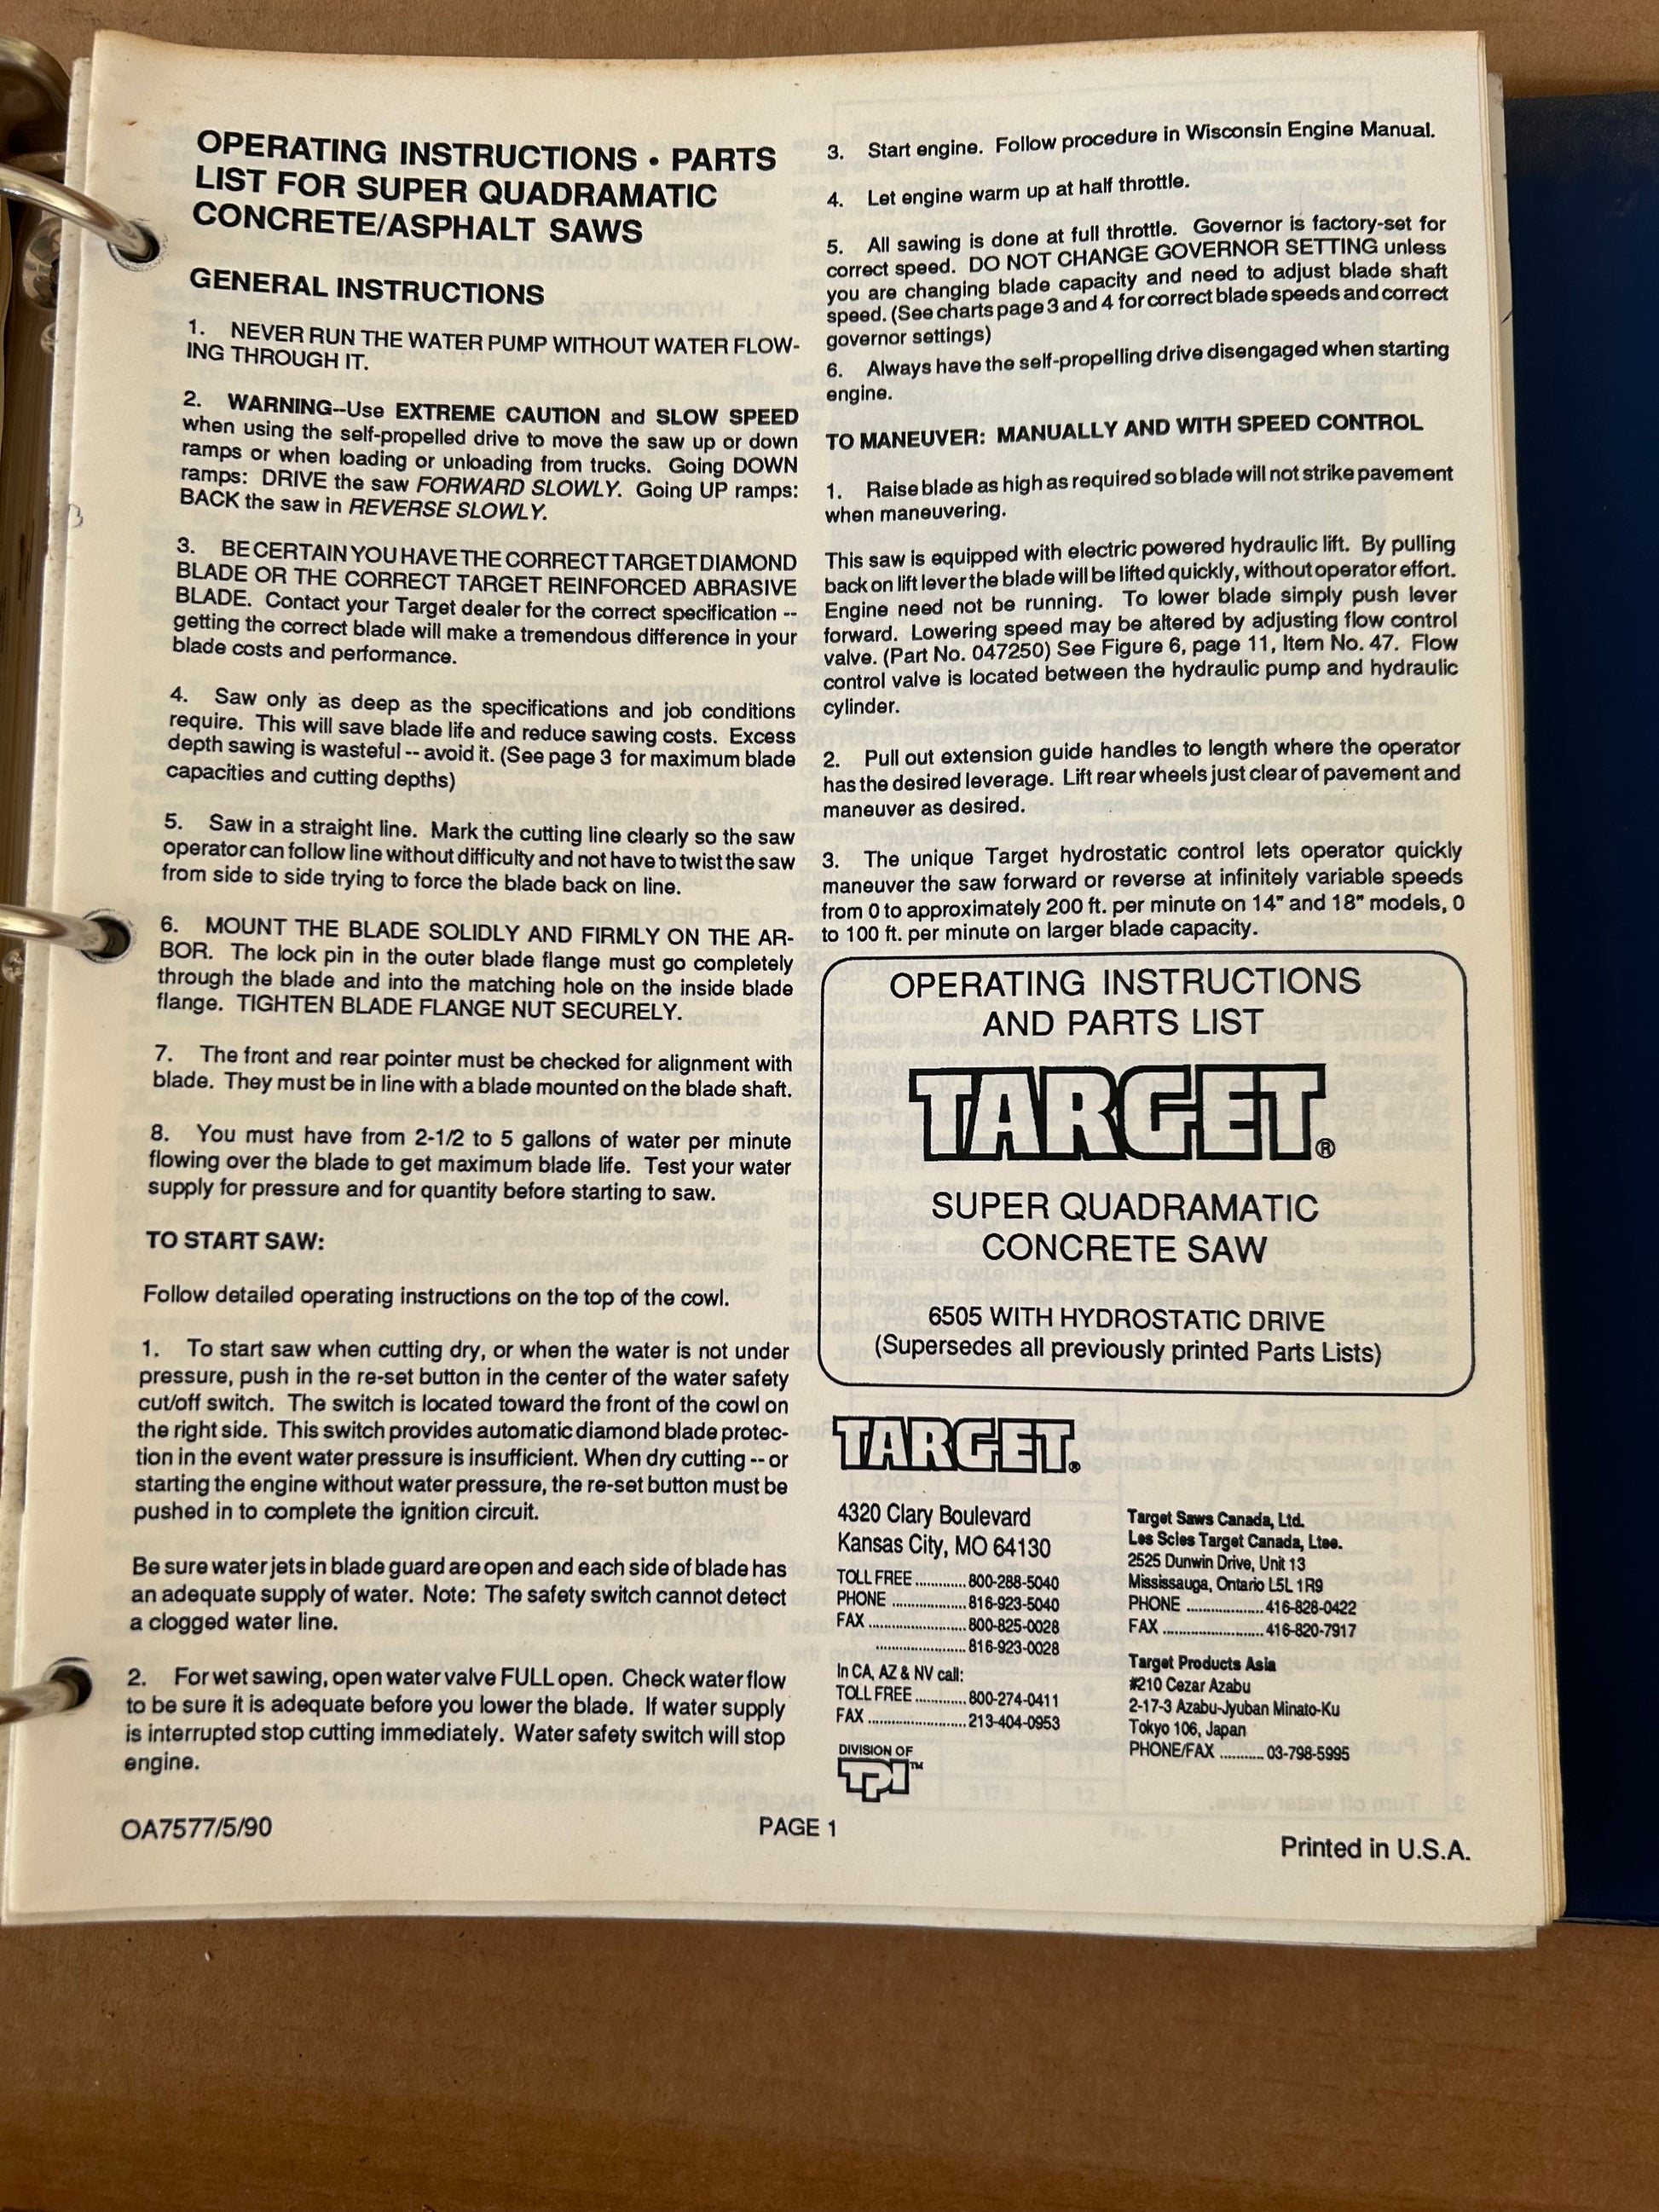 OPERATING INSTRUCTIONS • PARTS
LIST FOR SUPER QUADRAMATIC
CONCRETE/ASPHALT SAWS
GENERAL INSTRUCTIONS
1. NEVER RUN THE WATER PUMP WITHOUT WATER FLOW-
ING THROUGH IT.
2. WARNING--Use EXTREME CAUTION and SLOW SPEED
when using the self-propelled drive to move the saw up or down
ramps or when loading or unloading from trucks. Going DOWN
ramps: DRIVE the saw FORWARD SLOWLY. Going UP ramps:
BACK the saw in REVERSE SLOWLY.
3. BE CERTAIN YOU HAVE THE CORRECT TARGET DIAMOND
BLADE OR THE CORRECT TARGET REINFORCED ABRASIVE
BLADE. Contact your Target dealer for the correct specification --
getting the correct blade will make a tremendous difference in your
blade costs and performance.
4. Saw only as deep as the specifications and job conditions
require. This will save blade life and reduce sawing costs. Excess
depth sawing is wasteful -- avoid it. (See page 3 for maximum blade
capacities and cutting depths)
5. Saw in a straight line. Mark the cutting line clearly so the saw
operator can follow line without difficulty and not have to twist the saw
from side to side trying to force the blade back on line.
6. MOUNT THE BLADE SOLIDLY AND FIRMLY ON THE AR-
BOR. The lock pin in the outer blade flange must go completely
through the blade and into the matching hole on the inside blade
flange. TIGHTEN BLADE FLANGE NUT SECURELY.
7. The front and rear pointer must be checked for alignment with
blade. They must be in line with a blade mounted on the blade shaft.
8. You must have from 2-1/2 to 5 gallons of water per minute
flowing over the blade to get maximum blade life. Test your water
supply for pressure and for quantity before starting to saw.
TO START SAW:
Follow detailed operating instructions on the top of the cowl.
1. To start saw when cutting dry, or when the water is not under
pressure, push in the re-set button in the center of the water safety
cut/off switch. The switch is located toward the front of the cowl on
the right side. This switch provides automatic diamond blade protec-
tion in the event water pressure is insufficient. When dry cutting -- or
starting the engine without water pressure, the re-set button must be
pushed in to complete the ignition circuit.
Be sure water jets in blade guard are open and each side of blade has
an adequate supply of water. Note: The safety switch cannot detect
a clogged water line.
2. For wet sawing, open water valve FULL open. Check water flow
to be sure it is adequate before you lower the blade. If water supply
is interrupted stop cutting immediately. Water safety switch will stop
engine.
3. Start engine. Follow procedure in Wisconsin Engine Manual.
4. Let engine warm up at half throttle.
5. All sawing is done at full throttle. Governor is factory-set for
correct speed. DO NOT CHANGE GOVERNOR SETTING unless
you are changing blade capacity and need to adjust blade shaft
speed. (See charts page 3 and 4 for correct blade speeds and correct
governor settings)
6. Always have the self-propelling drive disengaged when starting
engine.
TO MANEUVER: MANUALLY AND WITH SPEED CONTROL
1. Raise blade as high as required so blade will not strike pavement
when maneuvering.
This saw is equipped with electric powered hydraulic lift. By pulling
back on lift lever the blade will be lifted quickly, without operator effort.
Engine need not be running. To lower blade simply push lever
forward. Lowering speed may be altered by adjusting flow control
valve. (Part No. 047250) See Figure 6, page 11, Item No. 47. Flow
control valve is located between the hydraulic pump and hydraulic
cylinder.
2. Pull out extension guide handles to length where the operator
has the desired leverage. Lift rear wheels just clear of pavement and
maneuver as desired.
3. The unique Target hydrostatic control lets operator quickly
maneuver the saw forward or reverse at infinitely variable speeds
from 0 to approximately 200 ft. per minute on 14" and 18" models, 0
to 100 ft. per minute on larger blade capacity.
OPERATING INSTRUCTIONS
AND PARTS LIST
TARGET®
SUPER QUADRAMATIC
CONCRETE SAW
6505 WITH HYDROSTATIC DRIVE
(Supersedes all previously printed Parts Lists)
TARGET®
4320 Clary Boulevard
Kansas City, MO 64130
TOLL FREE ............ 800-288-5040
PHONE .................. 816-923-5040
FAX ....................... 800-825-0028
..................... 816-923-0028
In CA, AZ & NV call:
TOLL FREE ............ 800-274-0411
FAX ....................... 213-404-0953
DIVISION OF
TPI™
Target Saws Canada, Ltd.
Les Scies Target Canada, Ltee.
2525 Dunwin Drive, Unit 13
Mississauga, Ontario L5L 1R9
PHONE .................. 416-828-0422
FAX ........................ 416-820-7917
Target Products Asia
#210 Cezar Azabu
2-17-3 Azabu-Jyuban Minato-Ku
Tokyo 106, Japan
PHONE/FAX ........... 03-798-5995
OA7577/5/90
PAGE 1
Printed in U.S.A.